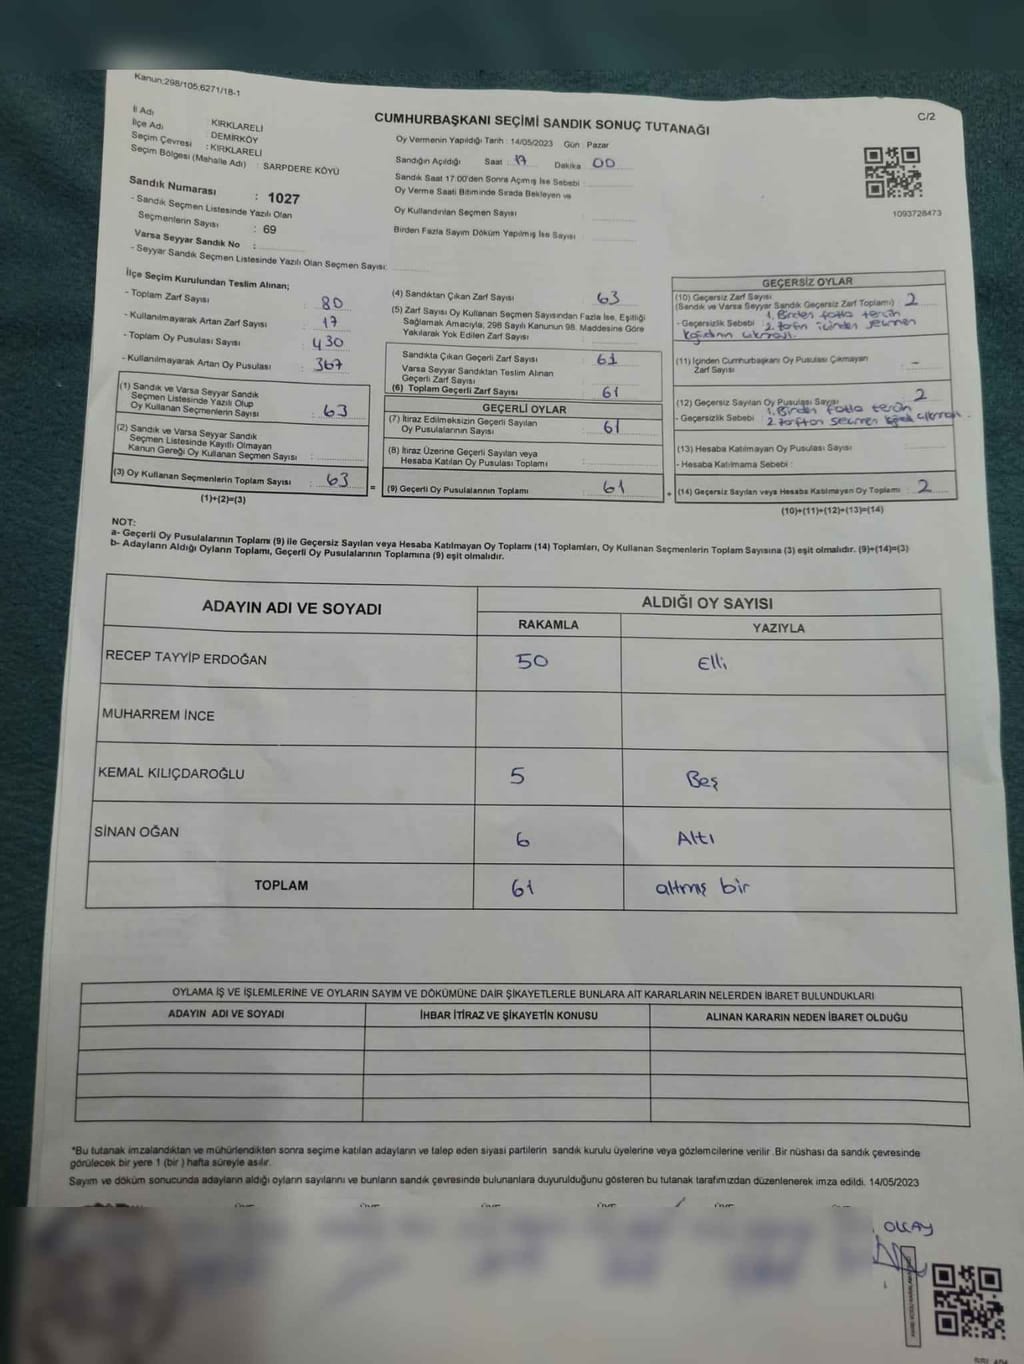 Kanun:298/105,6271/18-1
C/2
CUMHURBAŞKANI SEÇİMİ SANDIK SONUÇ TUTANAĞI
İl Adı KIRKLARELİ
İlçe Adı DEMİRKÖY
Seçim Çevresi : KIRKLARELİ
Seçim Bölgesi (Mahalle Adı) : SARPDERE KÖYÜ
Sandık Numarası : 1027
- Sandık Seçmen Listesinde Yazılı Olan
Seçmenlerin Sayısı : 69
Varsa Seyyar Sandık No :
- Seyyar Sandık Seçmen Listesinde Yazılı Olan Seçmen Sayısı:
Oy Vermenin Yapıldığı Tarih : 14/05/2023 Gün : Pazar
Sandığın Açıldığı Saat : 17 Dakika 00
Sandık Saat 17.00'den Sonra Açımış İse Sebebi
Oy Verme Saati Bitiminde Sırada Bekleyen ve
Oy Kullandırılan Seçmen Sayısı
Birden Fazla Sayım Döküm Yapılmış İse Sayısı
1093728473
İlçe Seçim Kurulundan Teslim Alınan;
- Toplam Zarf Sayısı : 80
- Kullanılmayarak Artan Zarf Sayısı : 17
- Toplam Oy Pusulası Sayısı : 430
- Kullanılmayarak Artan Oy Pusulası : 367
(1) Sandık ve Varsa Seyyar Sandık
Seçmen Listesinde Yazılı Olup
Oy Kullanan Seçmenlerin Sayısı : 63
(2) Sandık ve Varsa Seyyar Sandık
Seçmen Listesinde Kayıtlı Olmayan
Kanun Gereği Oy Kullanan Seçmen Sayısı :
(3) Oy Kullanan Seçmenlerin Toplam Sayısı : 63
(1)+(2)=(3)
=
(4) Sandıktan Çıkan Zarf Sayısı 63
(5) Zarf Sayısı Oy Kullanan Seçmen Sayısından Fazla İse, Eşitliği
Sağlamak Amacıyla, 298 Sayılı Kanunun 98. Maddesine Göre
Yakılarak Yok Edilen Zarf Sayısı
Sandıkta Çıkan Geçerli Zarf Sayısı 61
Varsa Seyyar Sandıktan Teslim Alınan
Geçerli Zarf Sayısı
(6) Toplam Geçerli Zarf Sayısı 61
GEÇERLİ OYLAR
(7) İtiraz Edilmeksizin Geçerli Sayılan
Oy Pusulalarının Sayısı : 61
(8) İtiraz Üzerine Geçerli Sayılan veya
Hesaba Katılan Oy Pusulası Toplamı :
(9) Geçerli Oy Pusulalarının Toplamı : 61
+
GEÇERSİZ OYLAR
(10) Geçersiz Zarf Sayısı
(Sandık ve Varsa Seyyar Sandık Geçersiz Zarf Toplamı) : 2
- Geçersizlik Sebebi : 1. Birden fazla tercih
2. zarfın içinden seçmen
kağıdının çıkması.
(11) İçinden Cumhurbaşkanı Oy Pusulası Çıkmayan
Zarf Sayısı : -
(12) Geçersiz Sayılan Oy Pusulası Sayısı 2
- Geçersizlik Sebebi : 1. Birden fazla tercih
2. zarftan seçmen
(13) Hesaba Katılmayan Oy Pusulası Sayısı
- Hesaba Katılmama Sebebi :
(14) Geçersiz Sayılan veya Hesaba Katılmayan Oy Toplamı : 2
(10)+(11)+(12)+(13)=(14)
NOT:
a- Geçerli Oy Pusulalarının Toplamı (9) ile Geçersiz Sayılan veya Hesaba Katılmayan Oy Toplamı (14) Toplamları, Oy Kullanan Seçmenlerin Toplam Sayısına (3) eşit olmalıdır. (9)+(14)=(3)
b- Adayların Aldığı Oyların Toplamı, Geçerli Oy Pusulalarının Toplamına (9) eşit olmalıdır.
ADAYIN ADI VE SOYADI
ALDIĞI OY SAYISI
RAKAMLA YAZIYLA
RECEP TAYYİP ERDOĞAN 50 Elli
MUHARREM İNCE
KEMAL KILIÇDAROĞLU 5 Beş
SİNAN OĞAN 6 Altı
TOPLAM 61 altmış bir
OYLAMA İŞ VE İŞLEMLERİNE VE OYLARIN SAYIM VE DÖKÜMÜNE DAİR ŞİKAYETLERLE BUNLARA AİT KARARLARIN NELERDEN İBARET BULUNDUKLARI
ADAYIN ADI VE SOYADI İHBAR İTİRAZ VE ŞİKAYETİN KONUSU ALINAN KARARIN NEDEN İBARET OLDUĞU
*Bu tutanak imzalandıktan ve mühürlendikten sonra seçime katılan adayların ve talep eden siyasi partilerin sandık kurulu üyelerine veya gözlemcilerine verilir. Bir nüshası da sandık çevresinde
görülecek bir yere 1 (bir ) hafta süreyle asılır.
Sayım ve döküm sonucunda adayların aldığı oyların sayılarını ve bunların sandık çevresinde bulunanlara duyurulduğunu gösteren bu tutanak tarafımızdan düzenlenerek imza edildi. 14/05/2023
OLCAY